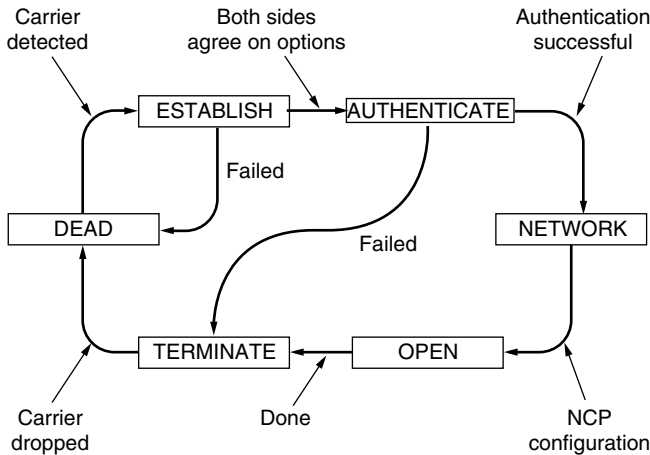 Carrier
detected
Both sides
agree on options
Authentication
successful
ESTABLISH
AUTHENTICATE
Failed
DEAD
NETWORK
Failed
TERMINATE
OPEN
Carrier
dropped
Done
NCP
configuration